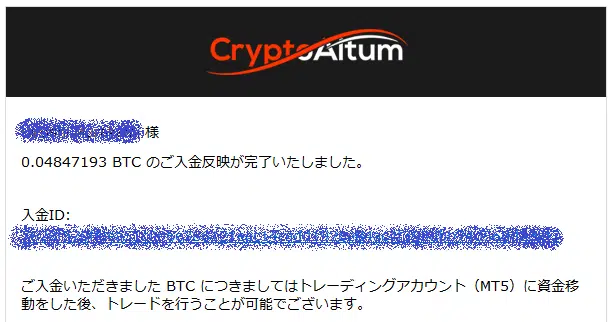 CryptoAltum
様
0.04847193 BTC のご入金反映が完了いたしました。
入金ID:
ご入金いただきました BTC につきましてはトレーディングアカウント（MT5）に資金移
動をした後、トレードを行うことが可能でございます。